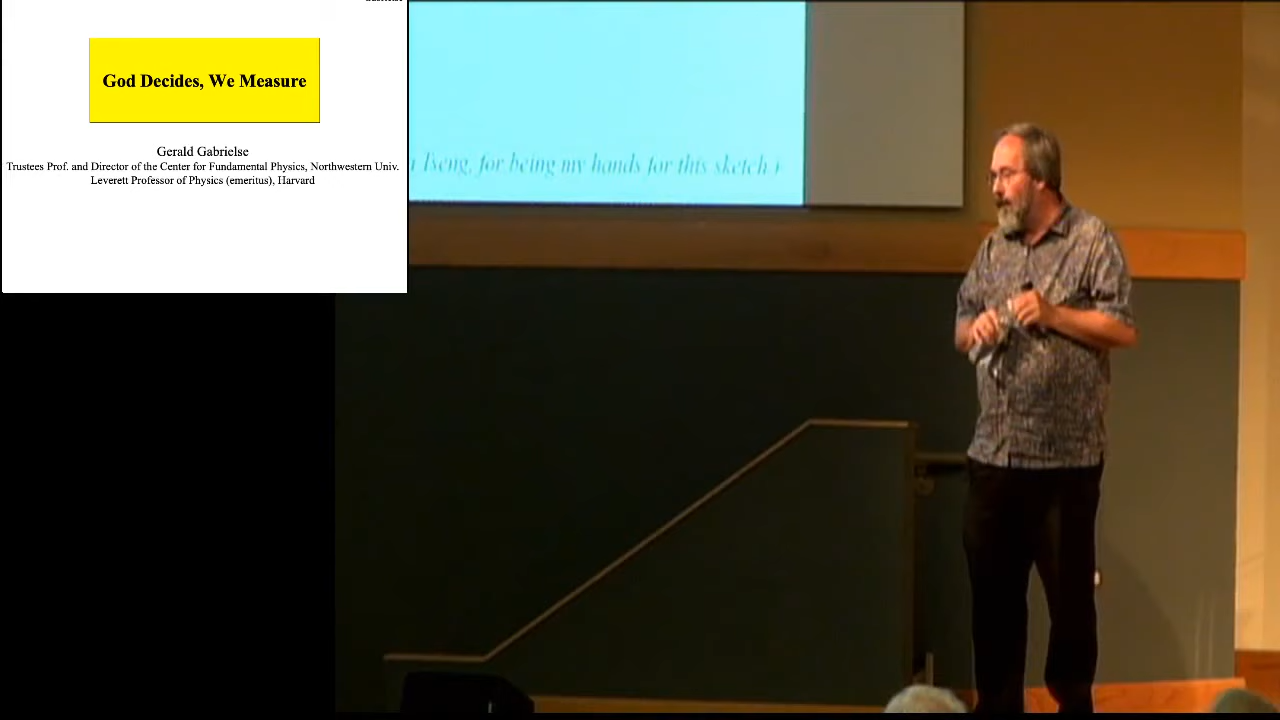 God Decides, We Measure
Gerald Gabrielse
Trustees Prof. and Director of the Center for Fundamental Physics, Northwestern Univ.
Leverett Professor of Physics (emeritus), Harvard
Tseng, for being my hands for this sketch